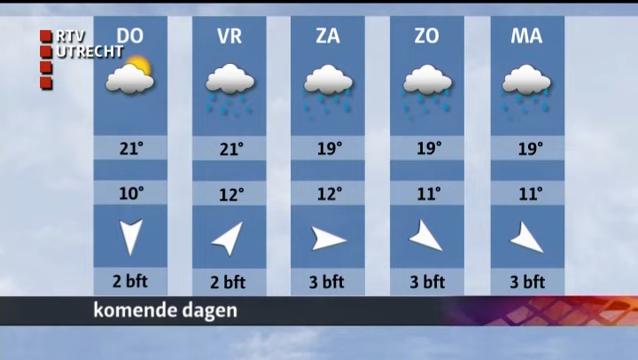 RTV
UTRECHT
DO VR ZA ZO MA
21° 21° 19° 19° 19°
10° 12° 12° 11° 11°
2 bft 2 bft 3 bft 3 bft 3 bft
komende dagen